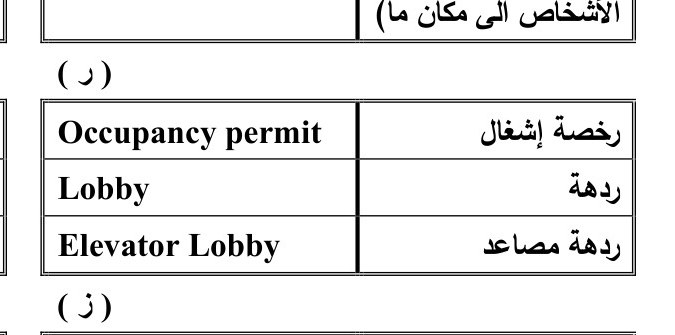 الأشخاص الى مكان ما)
( ر )
Occupancy permit رخصة إشغال
Lobby ردهة
Elevator Lobby ردهة مصاعد
( ز )